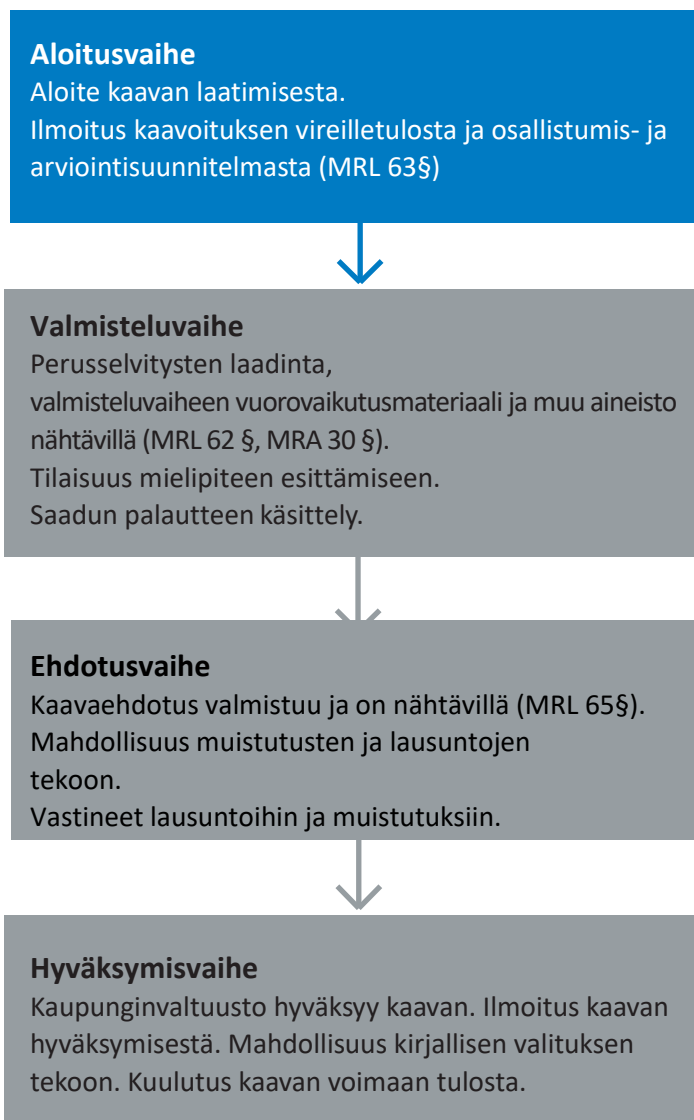 Aloitusvaihe
Aloite kaavan laatimisesta.
Ilmoitus kaavoituksen vireilletulosta ja osallistumis- ja
arviointisuunnitelmasta (MRL 63§)
Valmisteluvaihe
Perusselvitysten laadinta,
valmisteluvaiheen vuorovaikutusmateriaali ja muu aineisto
nähtävillä (MRL 62 §, MRA 30 §).
Tilaisuus mielipiteen esittämiseen.
Saadun palautteen käsittely.
Ehdotusvaihe
Kaavaehdotus valmistuu ja on nähtävillä (MRL 65§).
Mahdollisuus muistutusten ja lausuntojen
tekoon.
Vastineet lausuntoihin ja muistutuksiin.
Hyväksymisvaihe
Kaupunginvaltuusto hyväksyy kaavan. Ilmoitus kaavan
hyväksymisestä. Mahdollisuus kirjallisen valituksen
tekoon. Kuulutus kaavan voimaan tulosta.